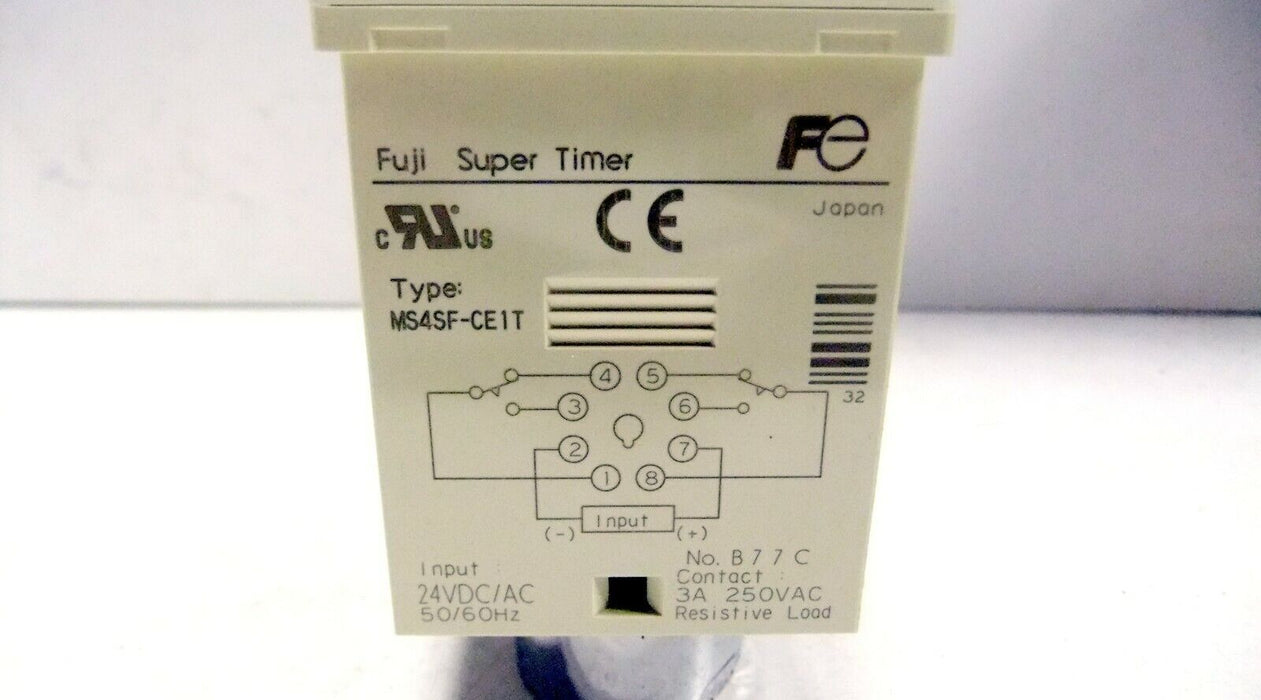 Fuji Super Timer Fe
Japan
c RU US CE
Type:
MS4SF-CE1T
32
4 5
3 6
2 7
1 8
Input
(-) (+)
No. B77C
Input :
24VDC/AC
50/60Hz
Contact :
3A 250VAC
Resistive Load